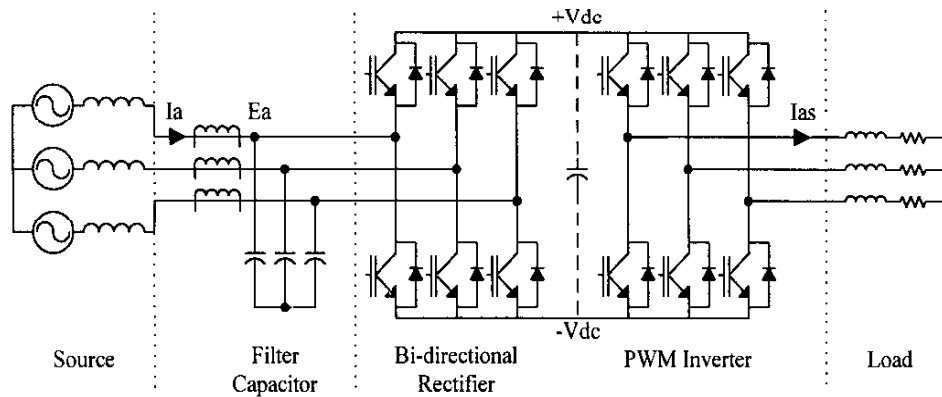 +Vdc
Ia
Ea
Ias
-Vdc
Source
Filter
Capacitor
Bi-directional
Rectifier
PWM Inverter
Load